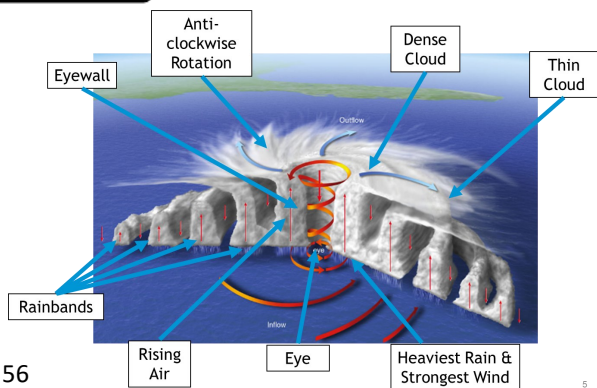 Anti-
clockwise
Rotation
Dense
Cloud
Thin
Cloud
Eyewall
Outflow
eye
Rainbands
Inflow
Rising
Air
Eye
Heaviest Rain &
Strongest Wind
56
5